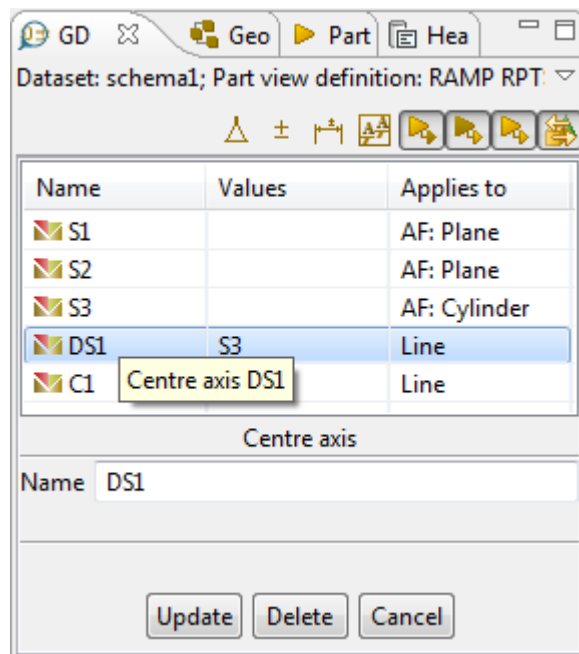 GD Geo Part Hea
Dataset: schema1; Part view definition: RAMP RPT
Name Values Applies to
S1 AF: Plane
S2 AF: Plane
S3 AF: Cylinder
DS1 S3 Line
Centre axis DS1
C1 Line
Centre axis
Name DS1
Update Delete Cancel